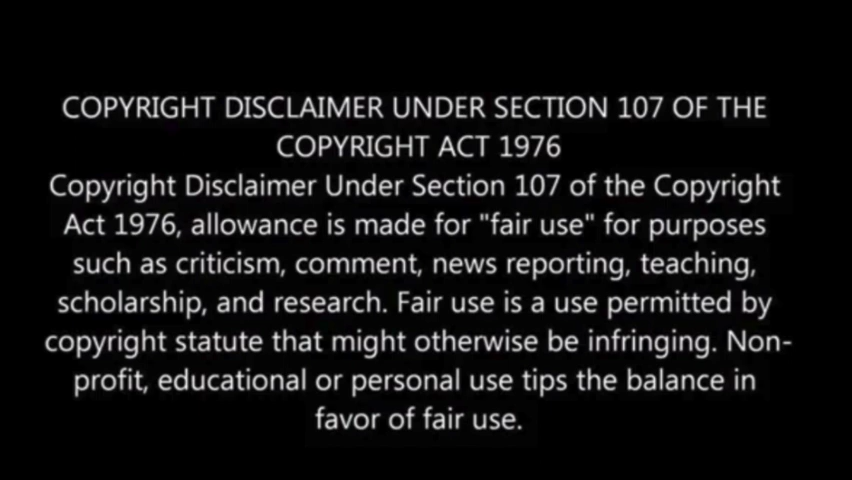 COPYRIGHT DISCLAIMER UNDER SECTION 107 OF THE
COPYRIGHT ACT 1976
Copyright Disclaimer Under Section 107 of the Copyright
Act 1976, allowance is made for "fair use" for purposes
such as criticism, comment, news reporting, teaching,
scholarship, and research. Fair use is a use permitted by
copyright statute that might otherwise be infringing. Non-
profit, educational or personal use tips the balance in
favor of fair use.